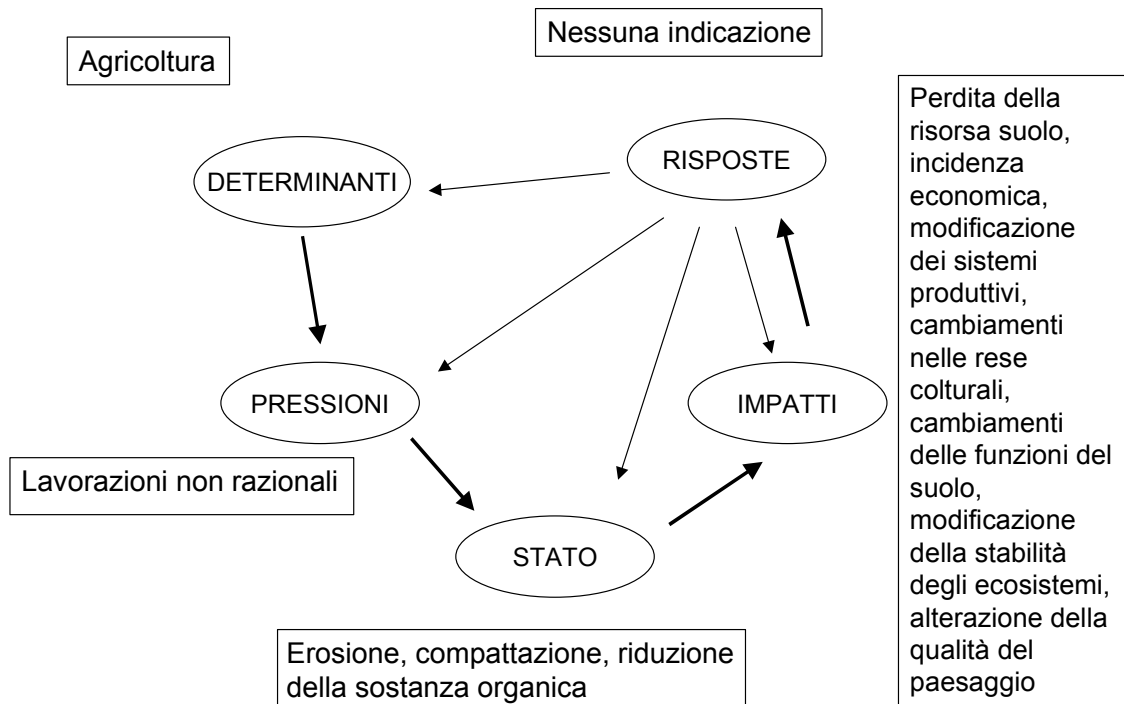 Nessuna indicazione
Agricoltura
RISPOSTE
DETERMINANTI
Perdita della
risorsa suolo,
incidenza
economica,
modificazione
dei sistemi
produttivi,
cambiamenti
nelle rese
colturali,
cambiamenti
delle funzioni del
suolo,
modificazione
della stabilità
degli ecosistemi,
alterazione della
qualità del
paesaggio
PRESSIONI
IMPATTI
Lavorazioni non razionali
STATO
Erosione, compattazione, riduzione
della sostanza organica